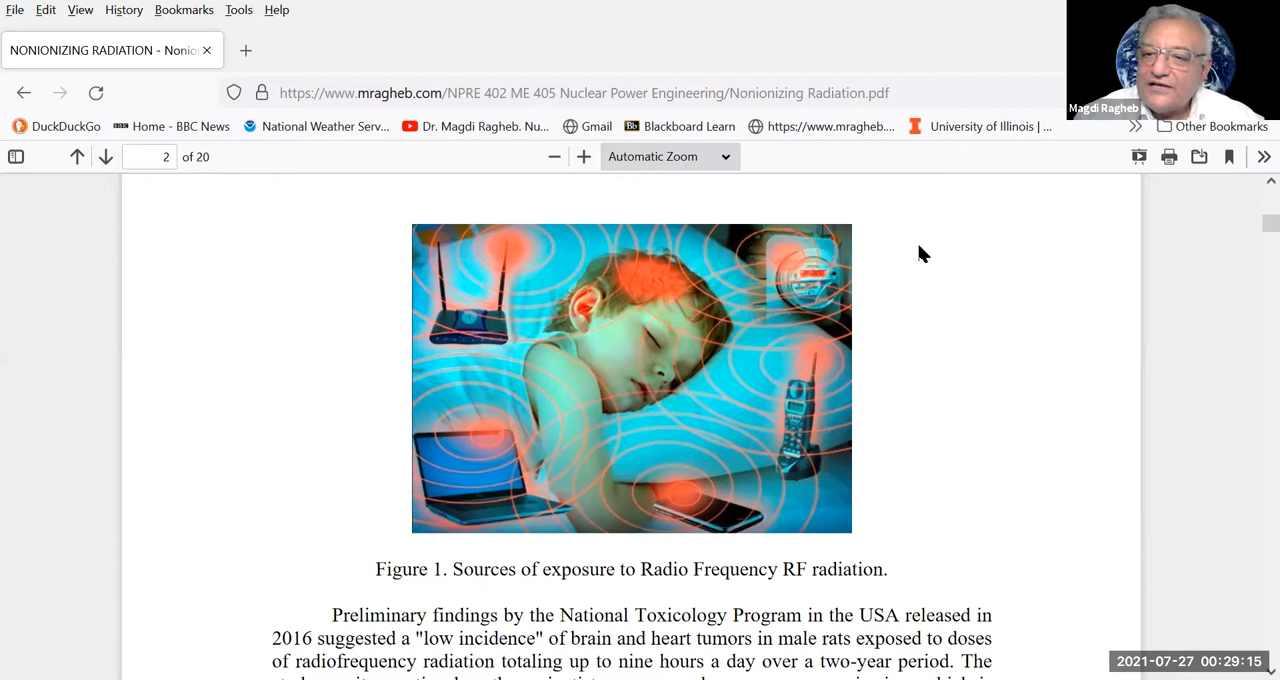 File Edit View History Bookmarks Tools Help
NONIONIZING RADIATION - Nonio
https://www.mragheb.com/NPRE 402 ME 405 Nuclear Power Engineering/Nonionizing Radiation.pdf
Magdi Ragheb
DuckDuckGo Home - BBC News National Weather Serv... Dr. Magdi Ragheb. Nu... Gmail Blackboard Learn https://www.mragheb.... University of Illinois |... Other Bookmarks
2 of 20 Automatic Zoom
Figure 1. Sources of exposure to Radio Frequency RF radiation.
Preliminary findings by the National Toxicology Program in the USA released in
2016 suggested a "low incidence" of brain and heart tumors in male rats exposed to doses
of radiofrequency radiation totaling up to nine hours a day over a two-year period. The
2021-07-27 00:29:15